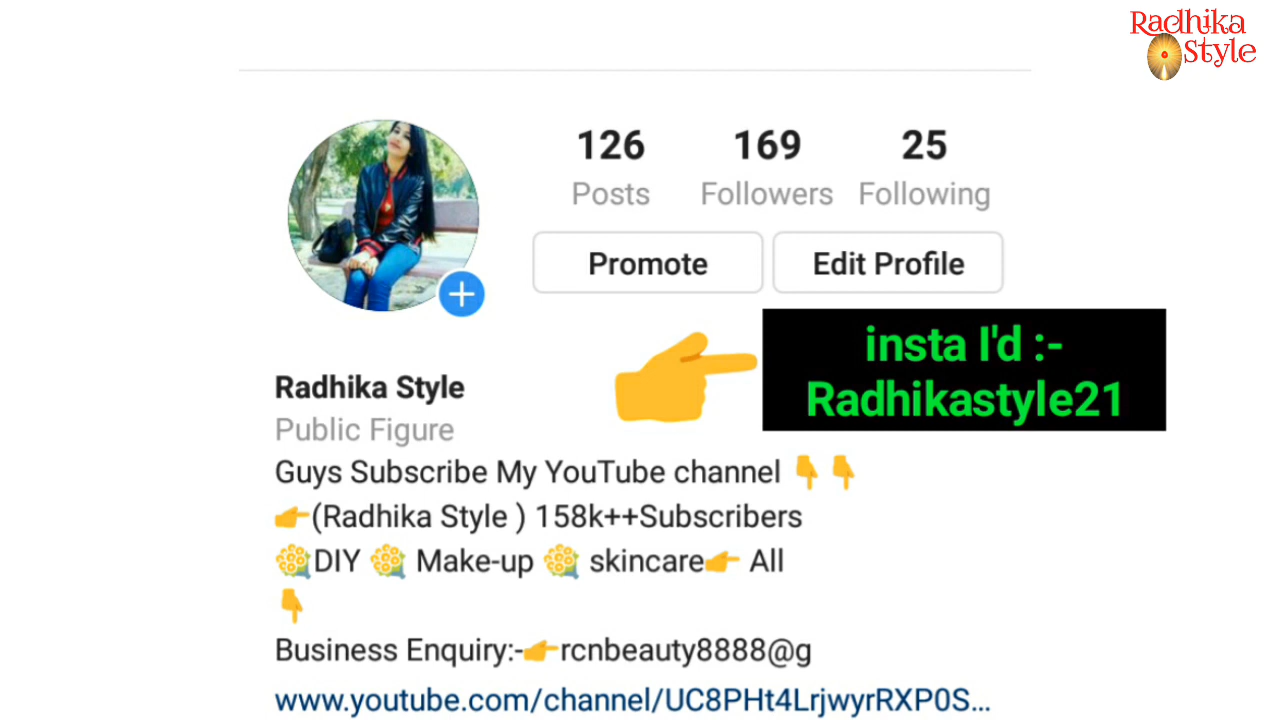 Radhika
Style
126 169 25
Posts Followers Following
Promote Edit Profile
insta I'd :-
Radhikastyle21
Radhika Style
Public Figure
Guys Subscribe My YouTube channel 👇👇
👉(Radhika Style ) 158k++Subscribers
💐DIY 💐 Make-up 💐 skincare👉 All
👇
Business Enquiry:-👉rcnbeauty8888@g
www.youtube.com/channel/UC8PHt4LrjwyrRXP0S...